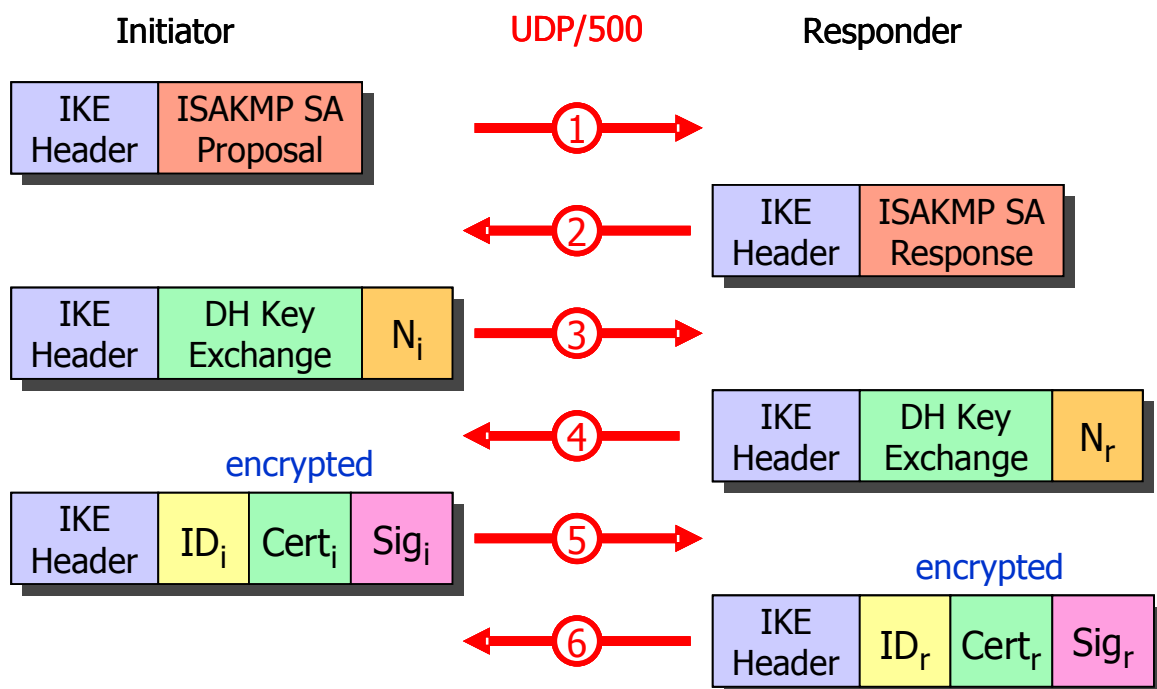 Initiator
UDP/500
Responder
IKE
Header
ISAKMP SA
Proposal
1
2
IKE
Header
ISAKMP SA
Response
IKE
Header
DH Key
Exchange
Ni
3
4
IKE
Header
DH Key
Exchange
Nr
encrypted
IKE
Header
IDi
Certi
Sigi
5
encrypted
6
IKE
Header
IDr
Certr
Sigr